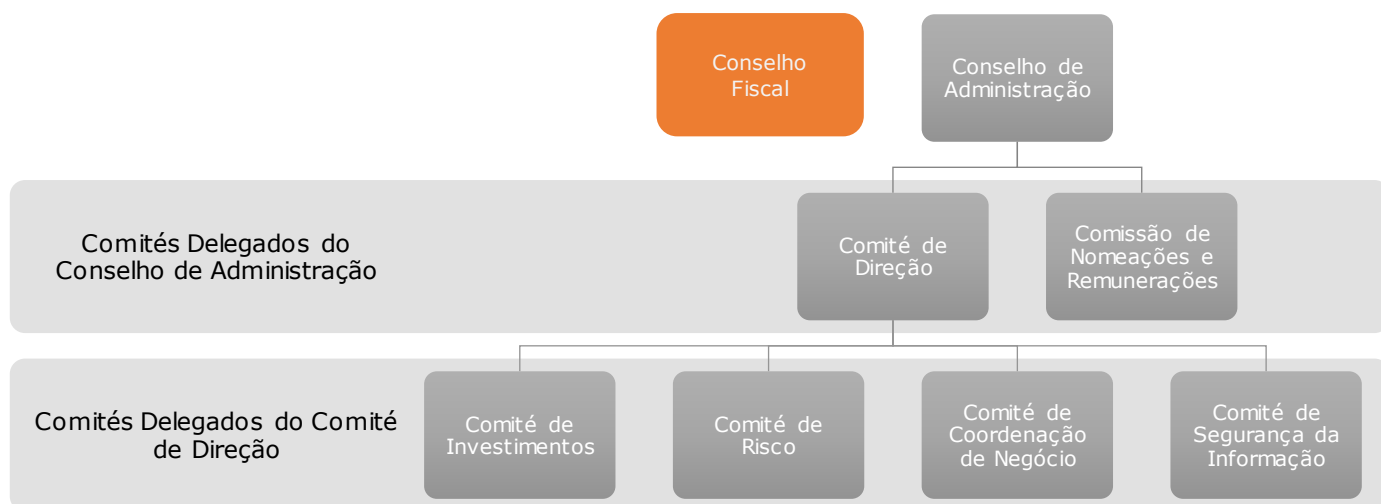 Conselho
Fiscal
Conselho de
Administração
Comités Delegados do
Conselho de Administração
Comité de
Direção
Comissão de
Nomeações e
Remunerações
Comités Delegados do Comité
de Direção
Comité de
Investimentos
Comité de
Risco
Comité de
Coordenação
de Negócio
Comité de
Segurança da
Informação